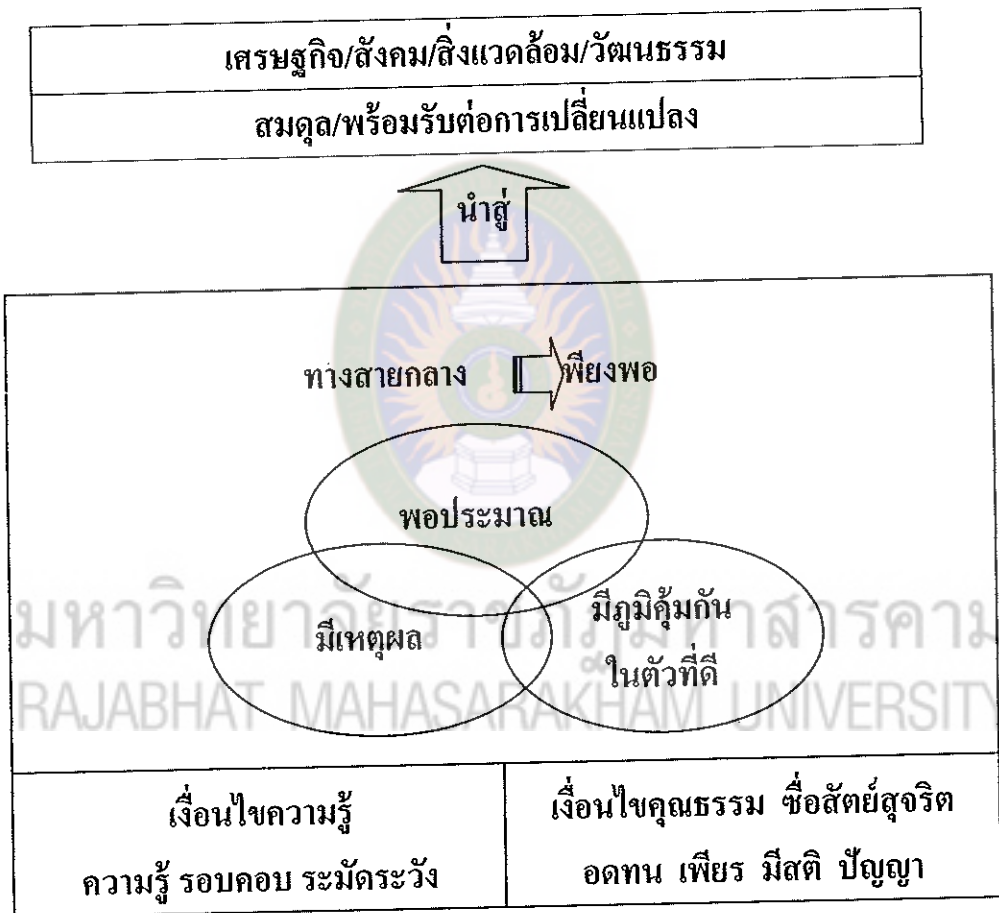 เศรษฐกิจ/สังคม/สิ่งแวดล้อม/วัฒนธรรม
สมดุล/พร้อมรับต่อการเปลี่ยนแปลง
นำสู่
ทางสายกลาง พียงพอ
พอประมาณ
มีเหตุผล
มีภูมิคุ้มกัน
ในตัวที่ดี
มหาวิทยาลัยราชภัฏมหาสารคาม
RAJABHAT MAHASARAKHAM UNIVERSITY
เงื่อนไขความรู้
ความรู้ รอบคอบ ระมัดระวัง
เงื่อนไขคุณธรรม ซื่อสัตย์สุจริต
อดทน เพียร มีสติ ปัญญา